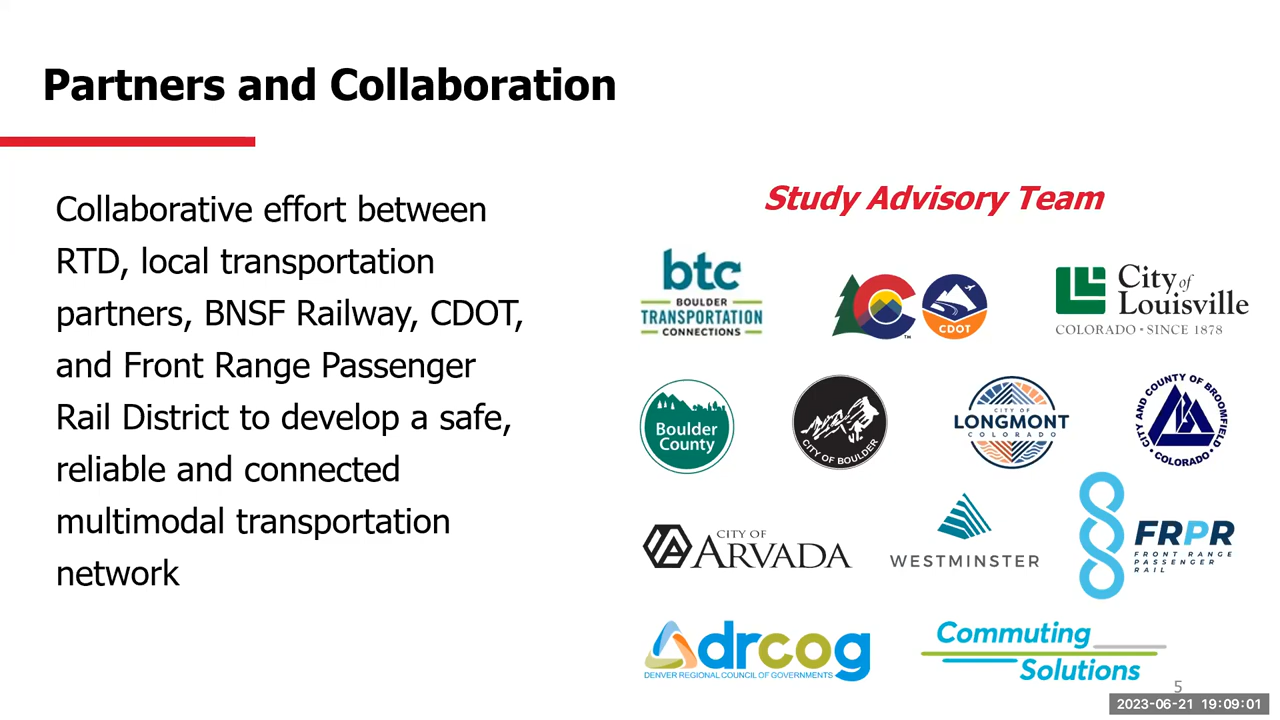 Partners and Collaboration
Collaborative effort between
RTD, local transportation
partners, BNSF Railway, CDOT,
and Front Range Passenger
Rail District to develop a safe,
reliable and connected
multimodal transportation
network
Study Advisory Team
btc
BOULDER
TRANSPORTATION
CONNECTIONS
TM
CDOT
City of
Louisville
COLORADO • SINCE 1878
Boulder
County
CITY OF BOULDER
CITY OF
LONGMONT
COLORADO
CITY AND COUNTY OF BROOMFIELD
• COLORADO •
CITY OF
ARVADA
WESTMINSTER
FRPR
FRONT RANGE
PASSENGER
RAIL
drcog
DENVER REGIONAL COUNCIL OF GOVERNMENTS
Commuting
Solutions
5
2023-06-21 19:09:01